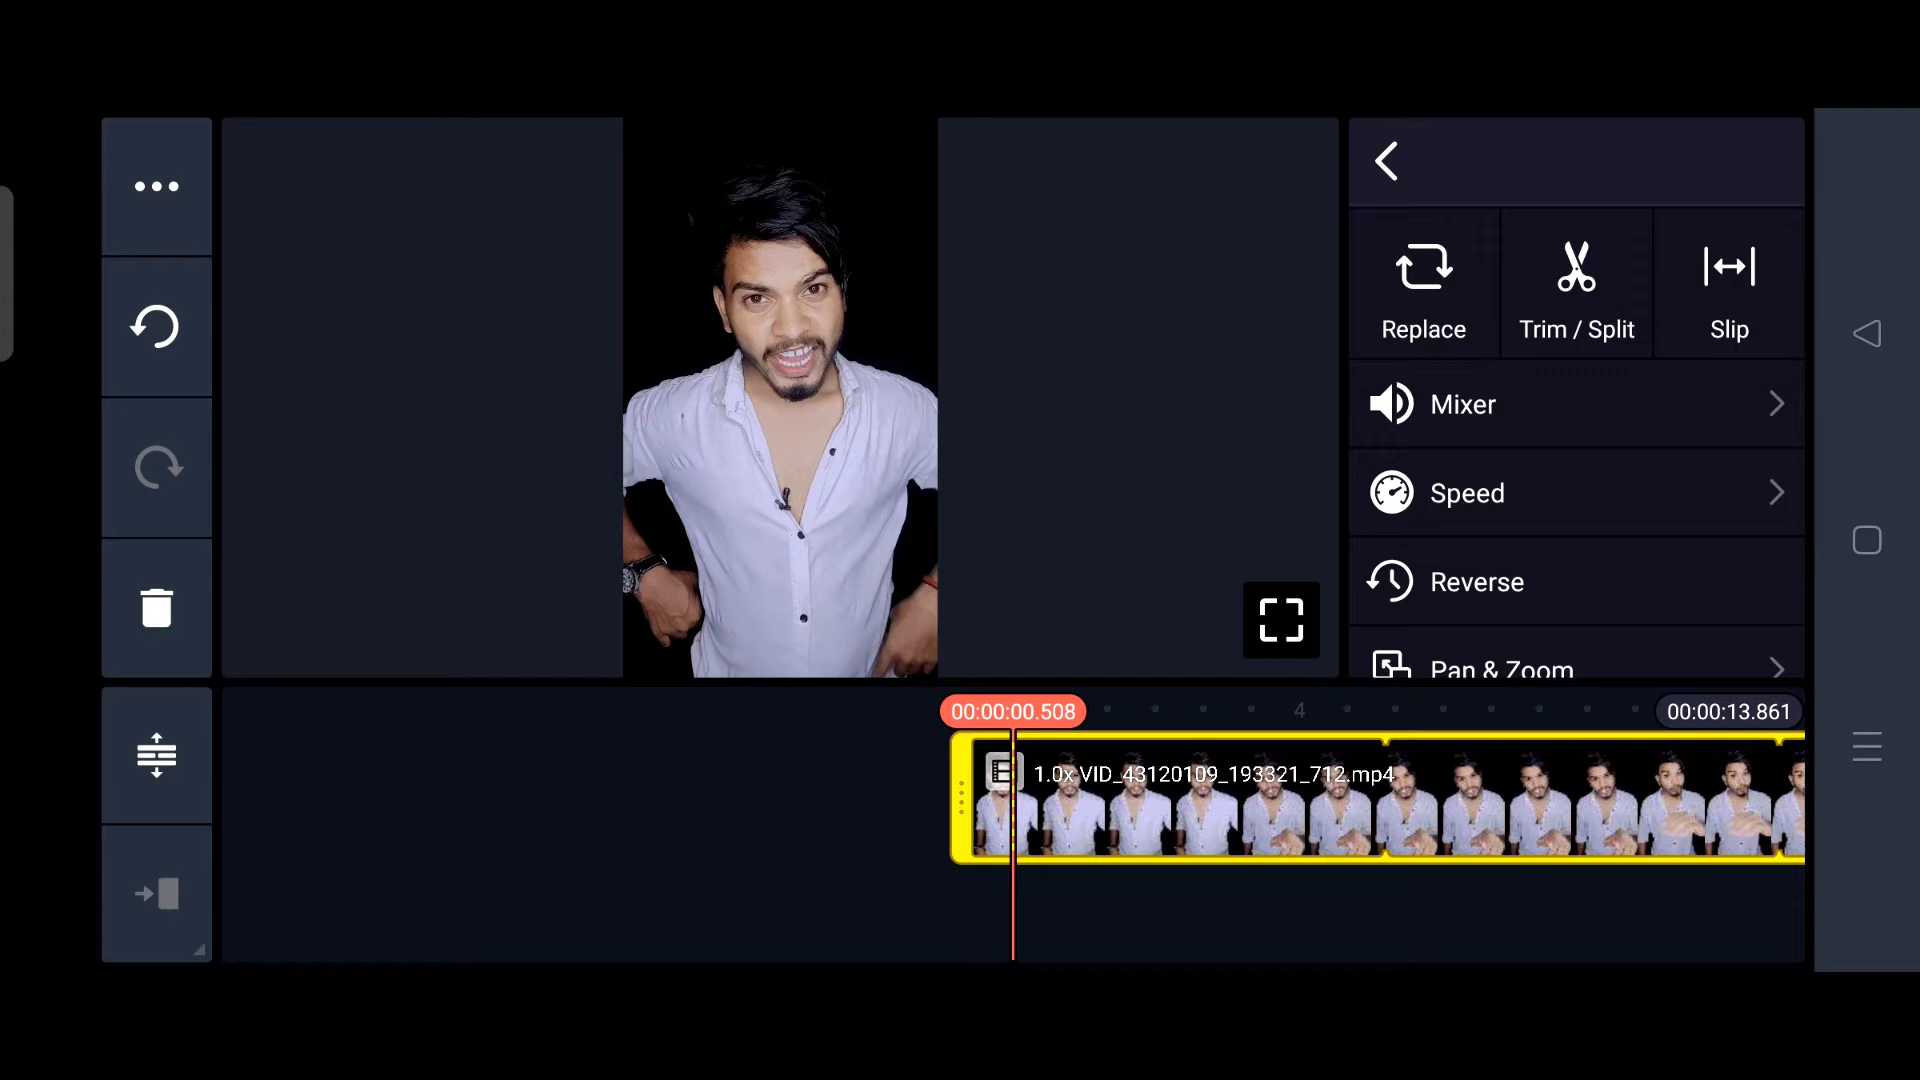 Replace
Trim / Split
Slip
Mixer
Speed
Reverse
Pan & Zoom
00:00:00.508
4
00:00:13.861
1.0x VID_43120109_193321_712.mp4